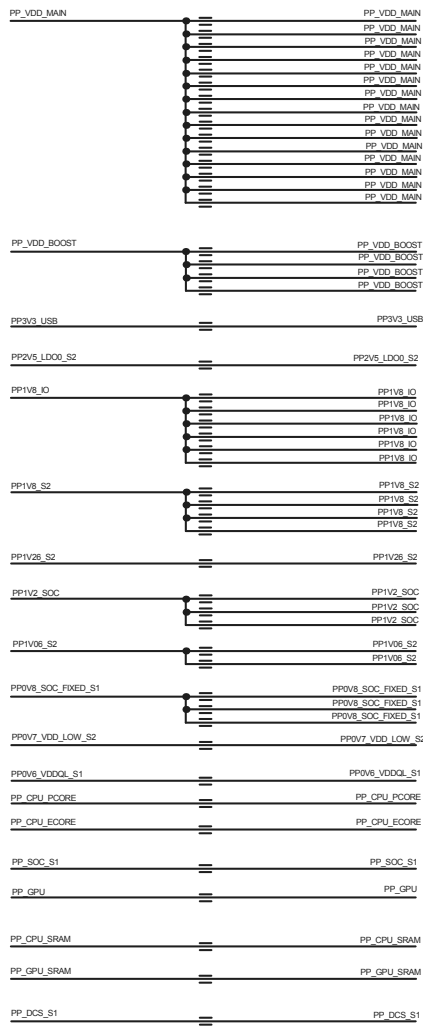 PP_VDD_MAIN PP_VDD_MAIN
PP_VDD_MAIN
PP_VDD_MAIN
PP_VDD_MAIN
PP_VDD_MAIN
PP_VDD_MAIN
PP_VDD_MAIN
PP_VDD_MAIN
PP_VDD_MAIN
PP_VDD_MAIN
PP_VDD_MAIN
PP_VDD_MAIN
PP_VDD_MAIN
PP_VDD_MAIN
PP_VDD_MAIN
PP_VDD_BOOST PP_VDD_BOOST
PP_VDD_BOOST
PP_VDD_BOOST
PP_VDD_BOOST
PP3V3_USB PP3V3_USB
PP2V5_LDO0_S2 PP2V5_LDO0_S2
PP1V8_IO PP1V8_IO
PP1V8_IO
PP1V8_IO
PP1V8_IO
PP1V8_IO
PP1V8_IO
PP1V8_S2 PP1V8_S2
PP1V8_S2
PP1V8_S2
PP1V8_S2
PP1V26_S2 PP1V26_S2
PP1V2_SOC PP1V2_SOC
PP1V2_SOC
PP1V2_SOC
PP1V06_S2 PP1V06_S2
PP1V06_S2
PP0V8_SOC_FIXED_S1 PP0V8_SOC_FIXED_S1
PP0V8_SOC_FIXED_S1
PP0V8_SOC_FIXED_S1
PP0V7_VDD_LOW_S2 PP0V7_VDD_LOW_S2
PP0V6_VDDQL_S1 PP0V6_VDDQL_S1
PP_CPU_PCORE PP_CPU_PCORE
PP_CPU_ECORE PP_CPU_ECORE
PP_SOC_S1 PP_SOC_S1
PP_GPU PP_GPU
PP_CPU_SRAM PP_CPU_SRAM
PP_GPU_SRAM PP_GPU_SRAM
PP_DCS_S1 PP_DCS_S1